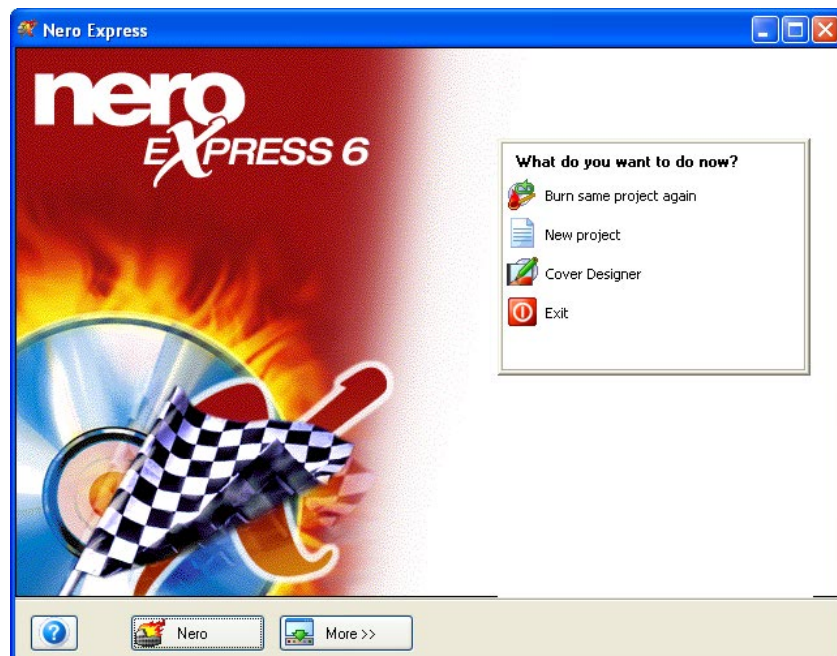 Nero Express
nero
EXPRESS 6
What do you want to do now?
Burn same project again
New project
Cover Designer
Exit
?
Nero
More >>